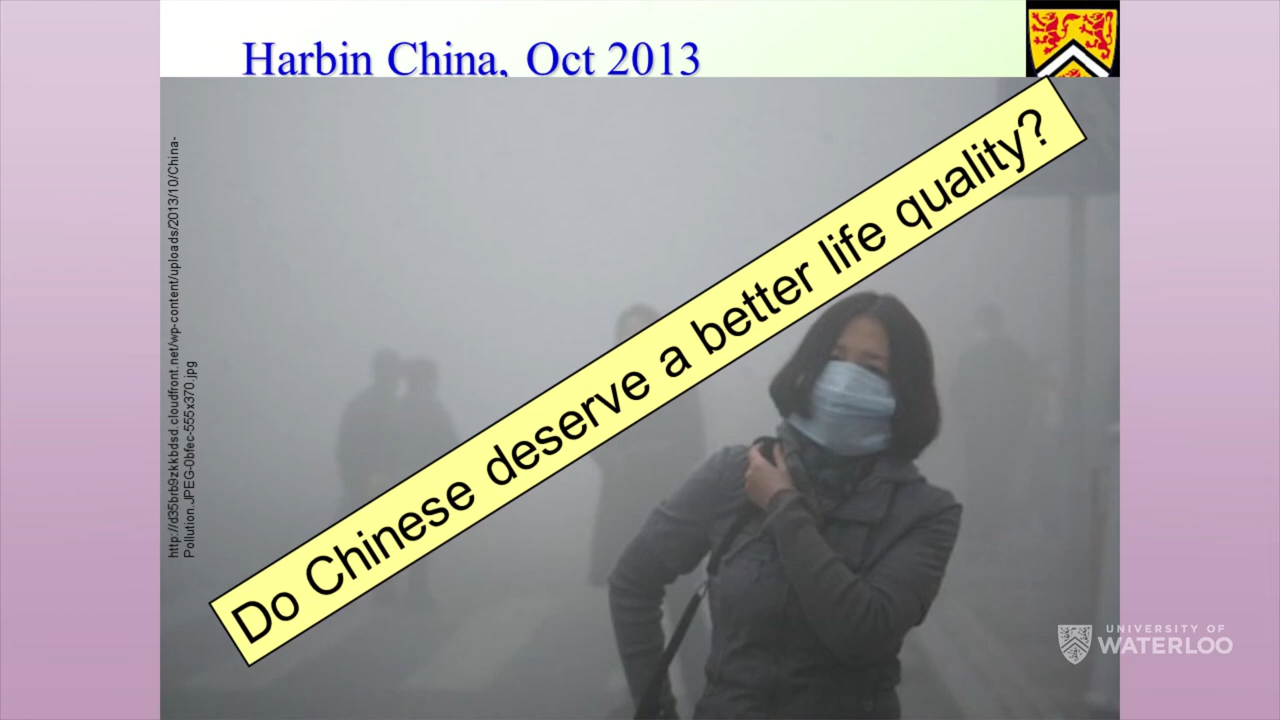 Harbin China, Oct 2013
http://d35brb9zkkbdsd.cloudfront.net/wp-content/uploads/2013/10/China-
Pollution.JPEG-0bfec-555x370.jpg
Do Chinese deserve a better life quality?
UNIVERSITY OF
WATERLOO